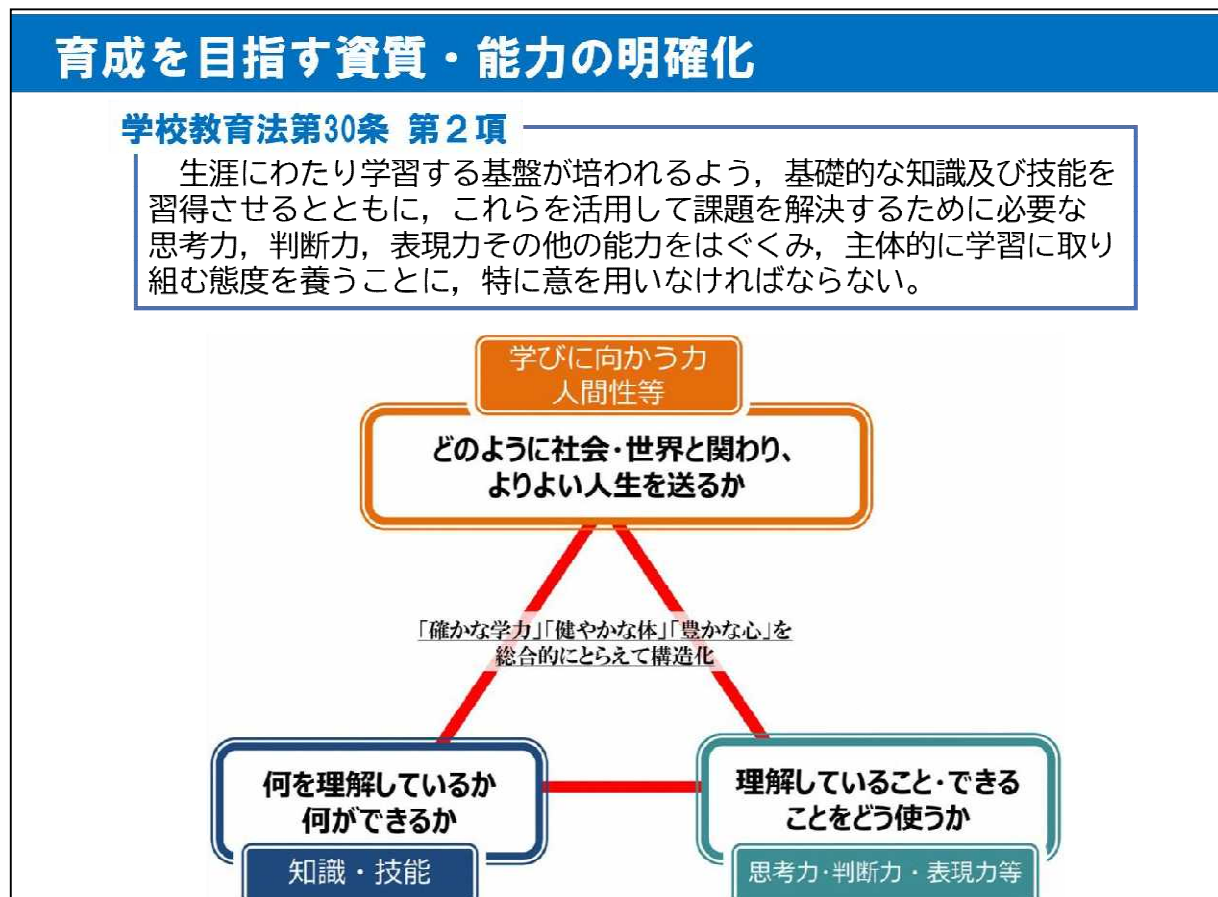 育成を目指す資質・能力の明確化
学校教育法第30条 第２項
生涯にわたり学習する基盤が培われるよう，基礎的な知識及び技能を
習得させるとともに，これらを活用して課題を解決するために必要な
思考力，判断力，表現力その他の能力をはぐくみ，主体的に学習に取り
組む態度を養うことに，特に意を用いなければならない。
学びに向かう力
人間性等
どのように社会・世界と関わり、
よりよい人生を送るか
「確かな学力」「健やかな体」「豊かな心」を
総合的にとらえて構造化
何を理解しているか
何ができるか
知識・技能
理解していること・できる
ことをどう使うか
思考力・判断力・表現力等